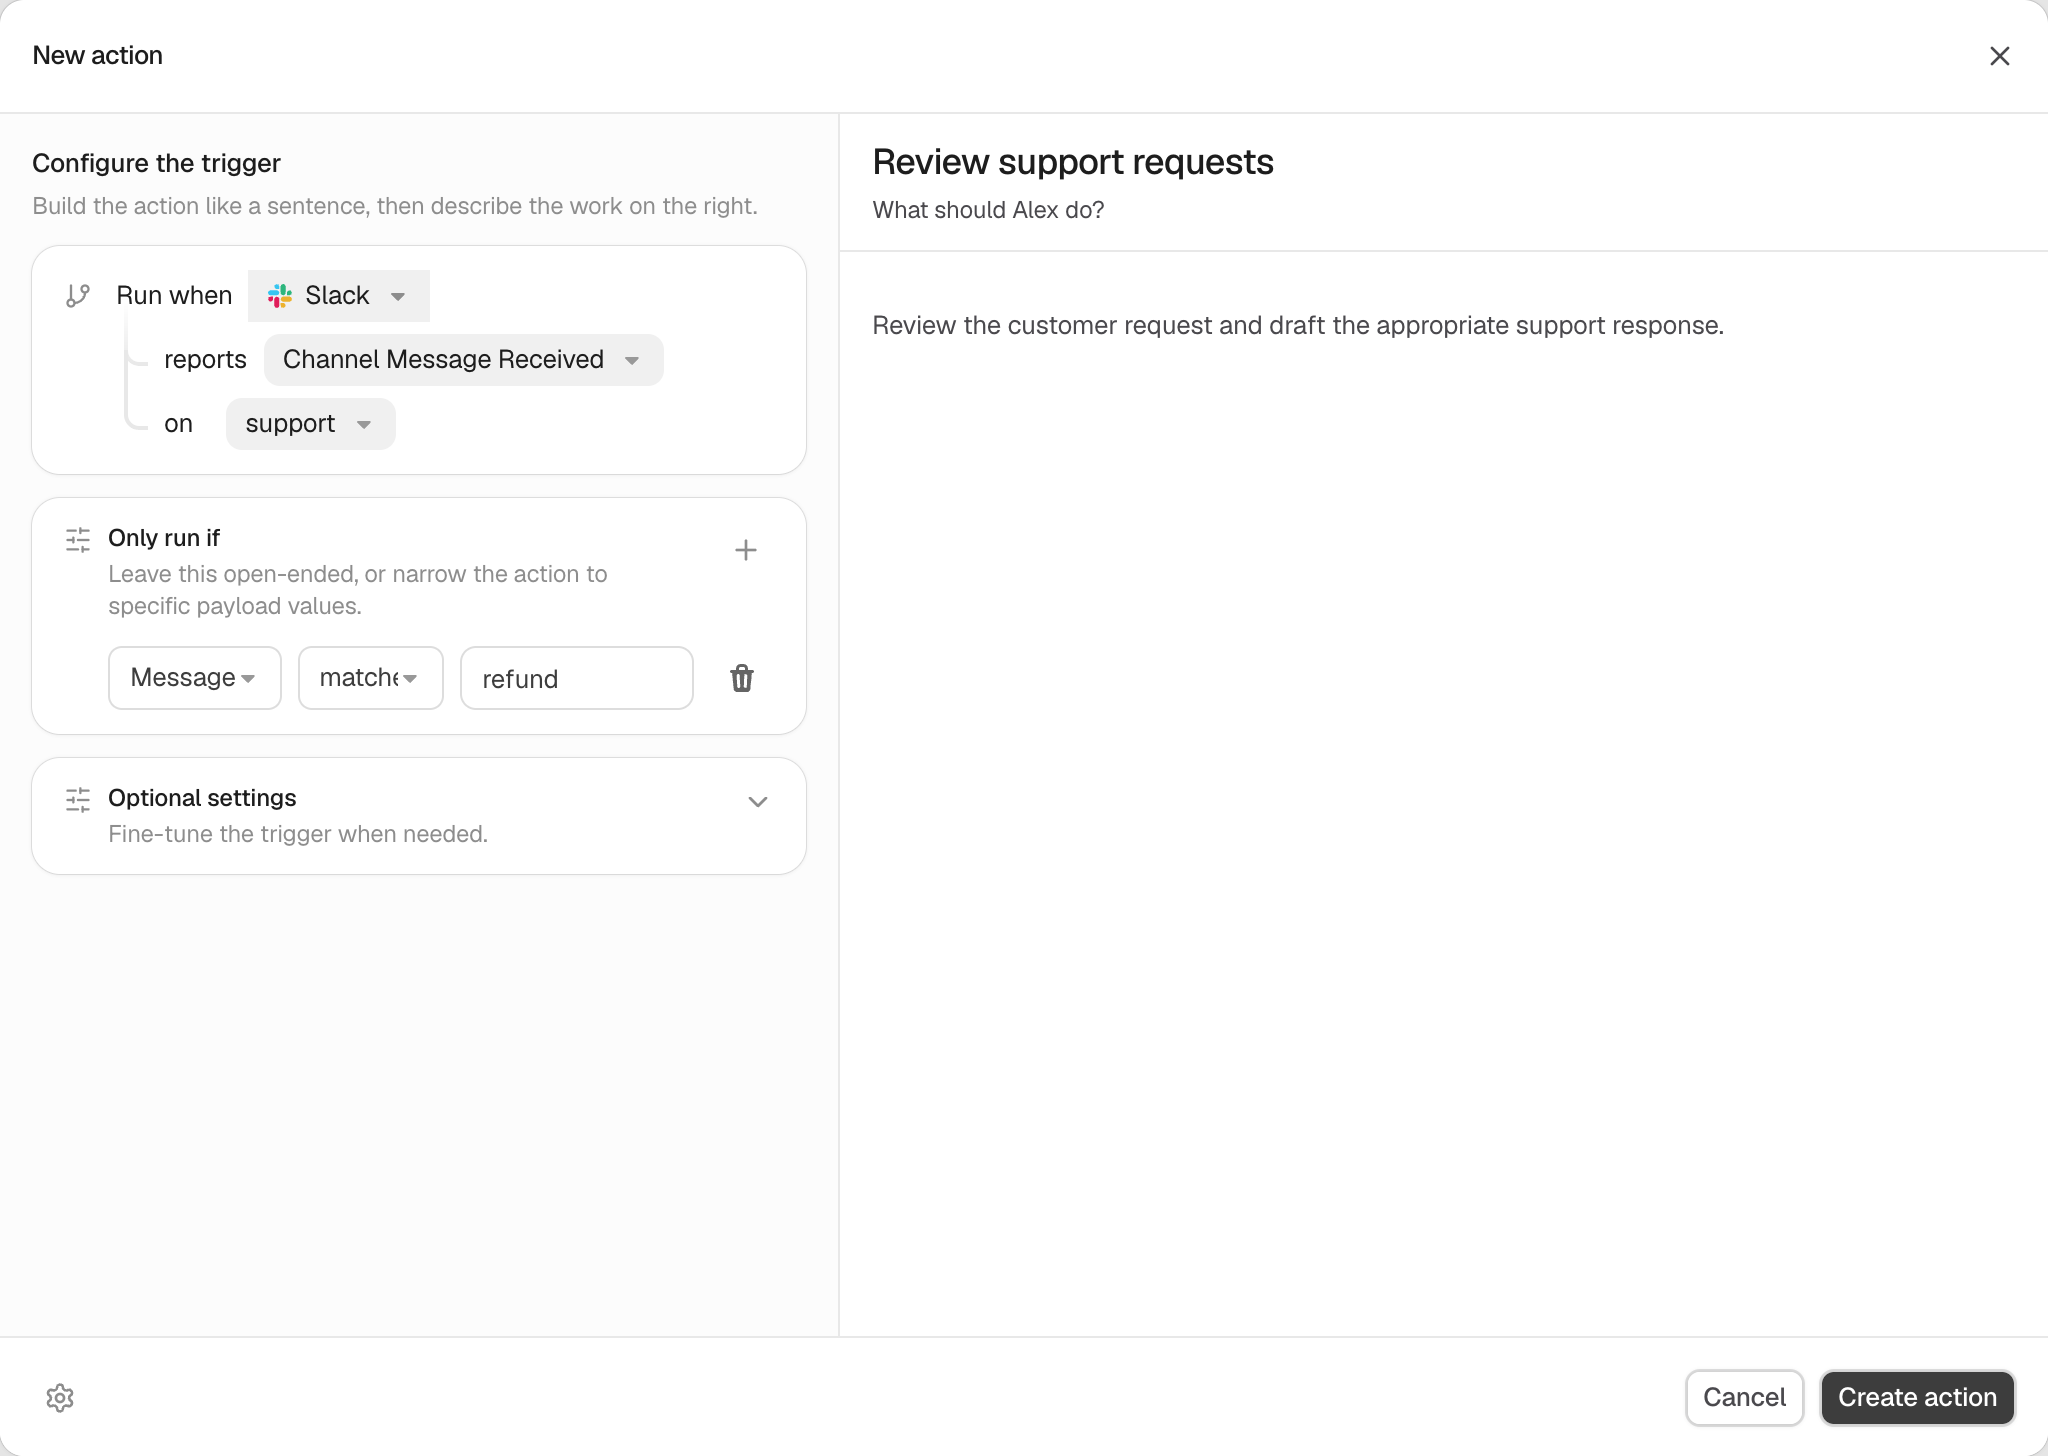 New action
Configure the trigger
Build the action like a sentence, then describe the work on the right.
Run when Slack
reports Channel Message Received
on support
Only run if
Leave this open-ended, or narrow the action to
specific payload values.
Message matche refund
Optional settings
Fine-tune the trigger when needed.
Review support requests
What should Alex do?
Review the customer request and draft the appropriate support response.
Cancel Create action